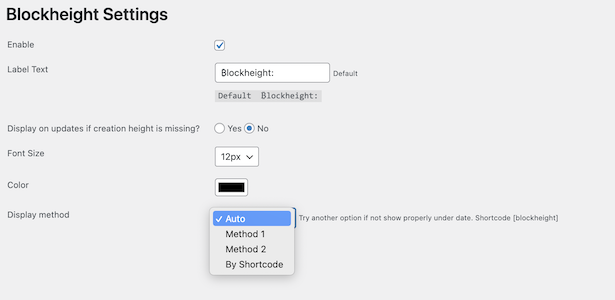 Blockheight Settings
Enable
Label Text
₿lockheight:
Default
Default ₿lockheight:
Display on updates if creation height is missing?
Yes No
Font Size
12px
Color
Display method
Auto
Try another option if not show properly under date. Shortcode [blockheight]
Method 1
Method 2
By Shortcode